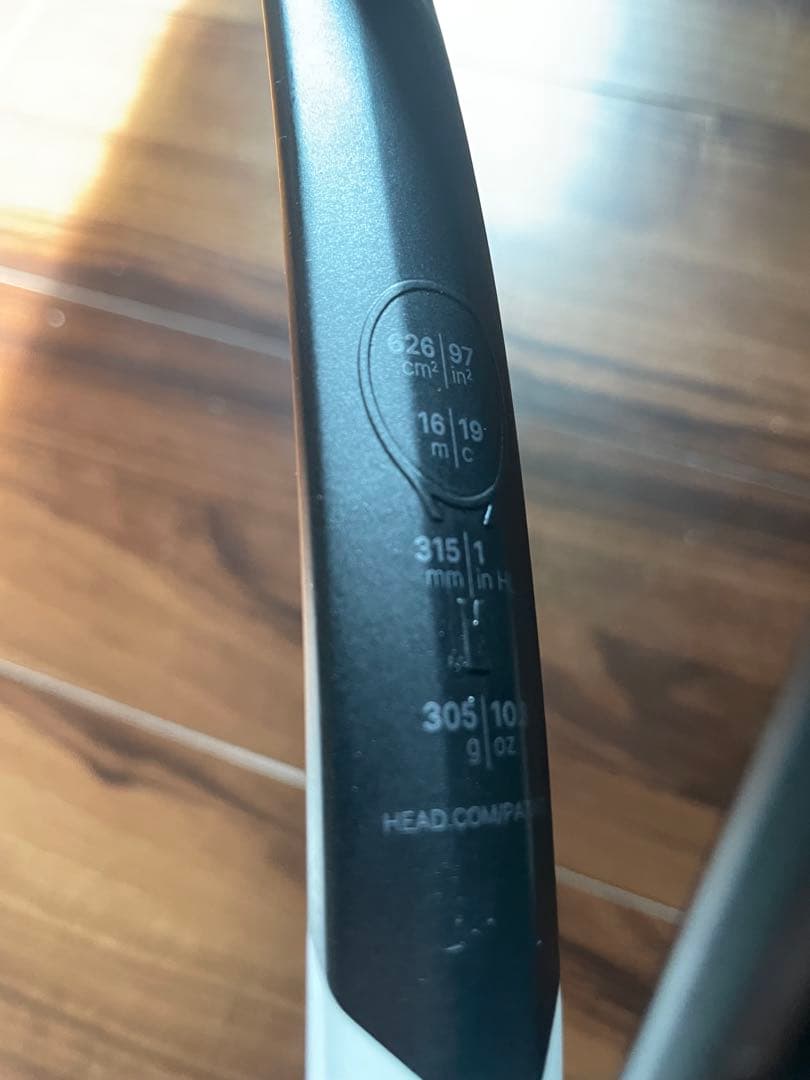 626 | 97
cm² | in²
16 | 19
m | c
315 | 1
mm | in H
305 | 10
g | oz
HEAD.COM/PA